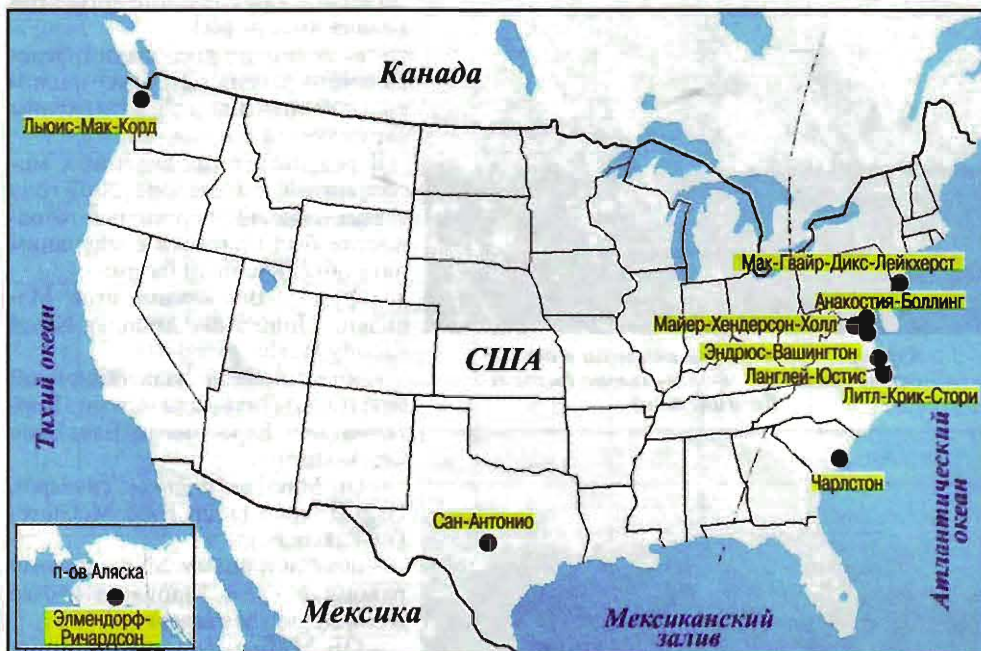 Канада
Льюис-Мак-Корд
Мак-Гвайр-Дикс-Лейкхерст
Анакостия-Боллинг
Майер-Хендерсон-Холл
США
Эндрюс-Вашингтон
Ланглей-Юстис
Литл-Крик-Стори
Тихий океан
Чарлстон
Атлантический
океан
Сан-Антонио
п-ов Аляска
Элмендорф-
Ричардсон
Мексика
Мексиканский
залив